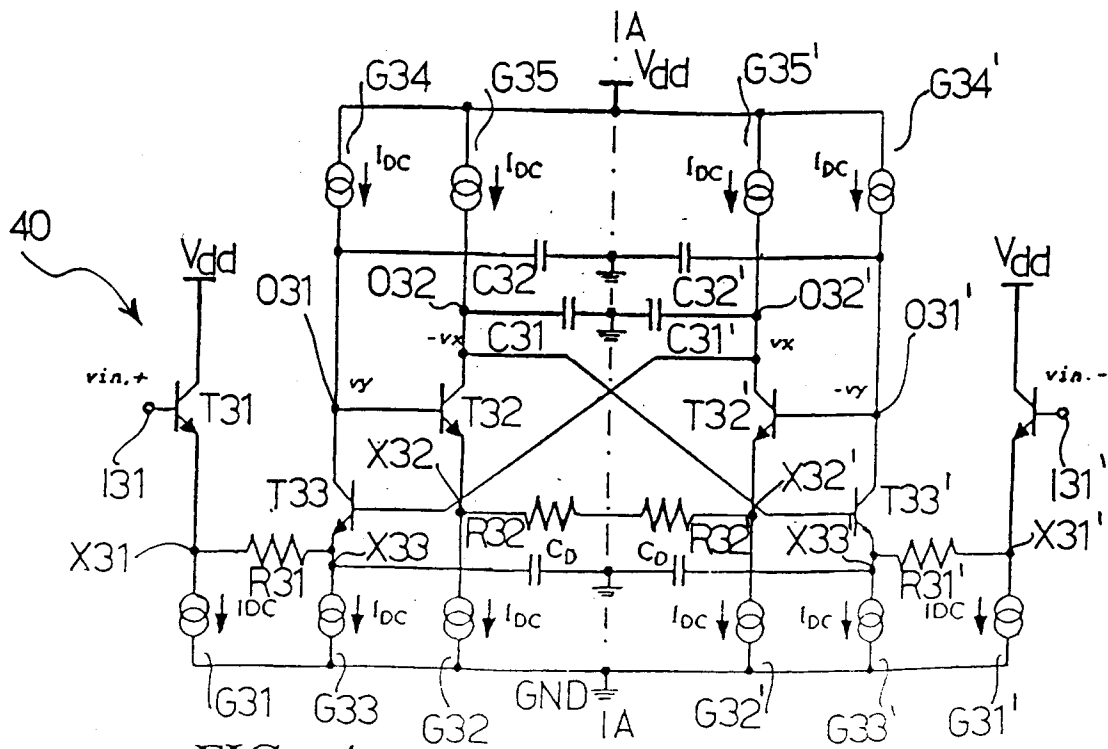 A
Vdd
G34
G35
G35'
G34'
IDC
IDC
IDC
IDC
40
Vdd
Vdd
O31
O32
C32
C32'
O32'
O31'
-vx
C31
C31'
vx
vin,+
vy
T31
T32
T32'
-vy
vin.-
I31
X32
X32'
I31'
T33
T33'
X31
X33
R32
CD
CD
R32'
X33'
X31'
R31
R31'
IDC
IDC
IDC
IDC
IDC
IDC
G31
G33
G32
GND
A
G32'
G33'
G31'